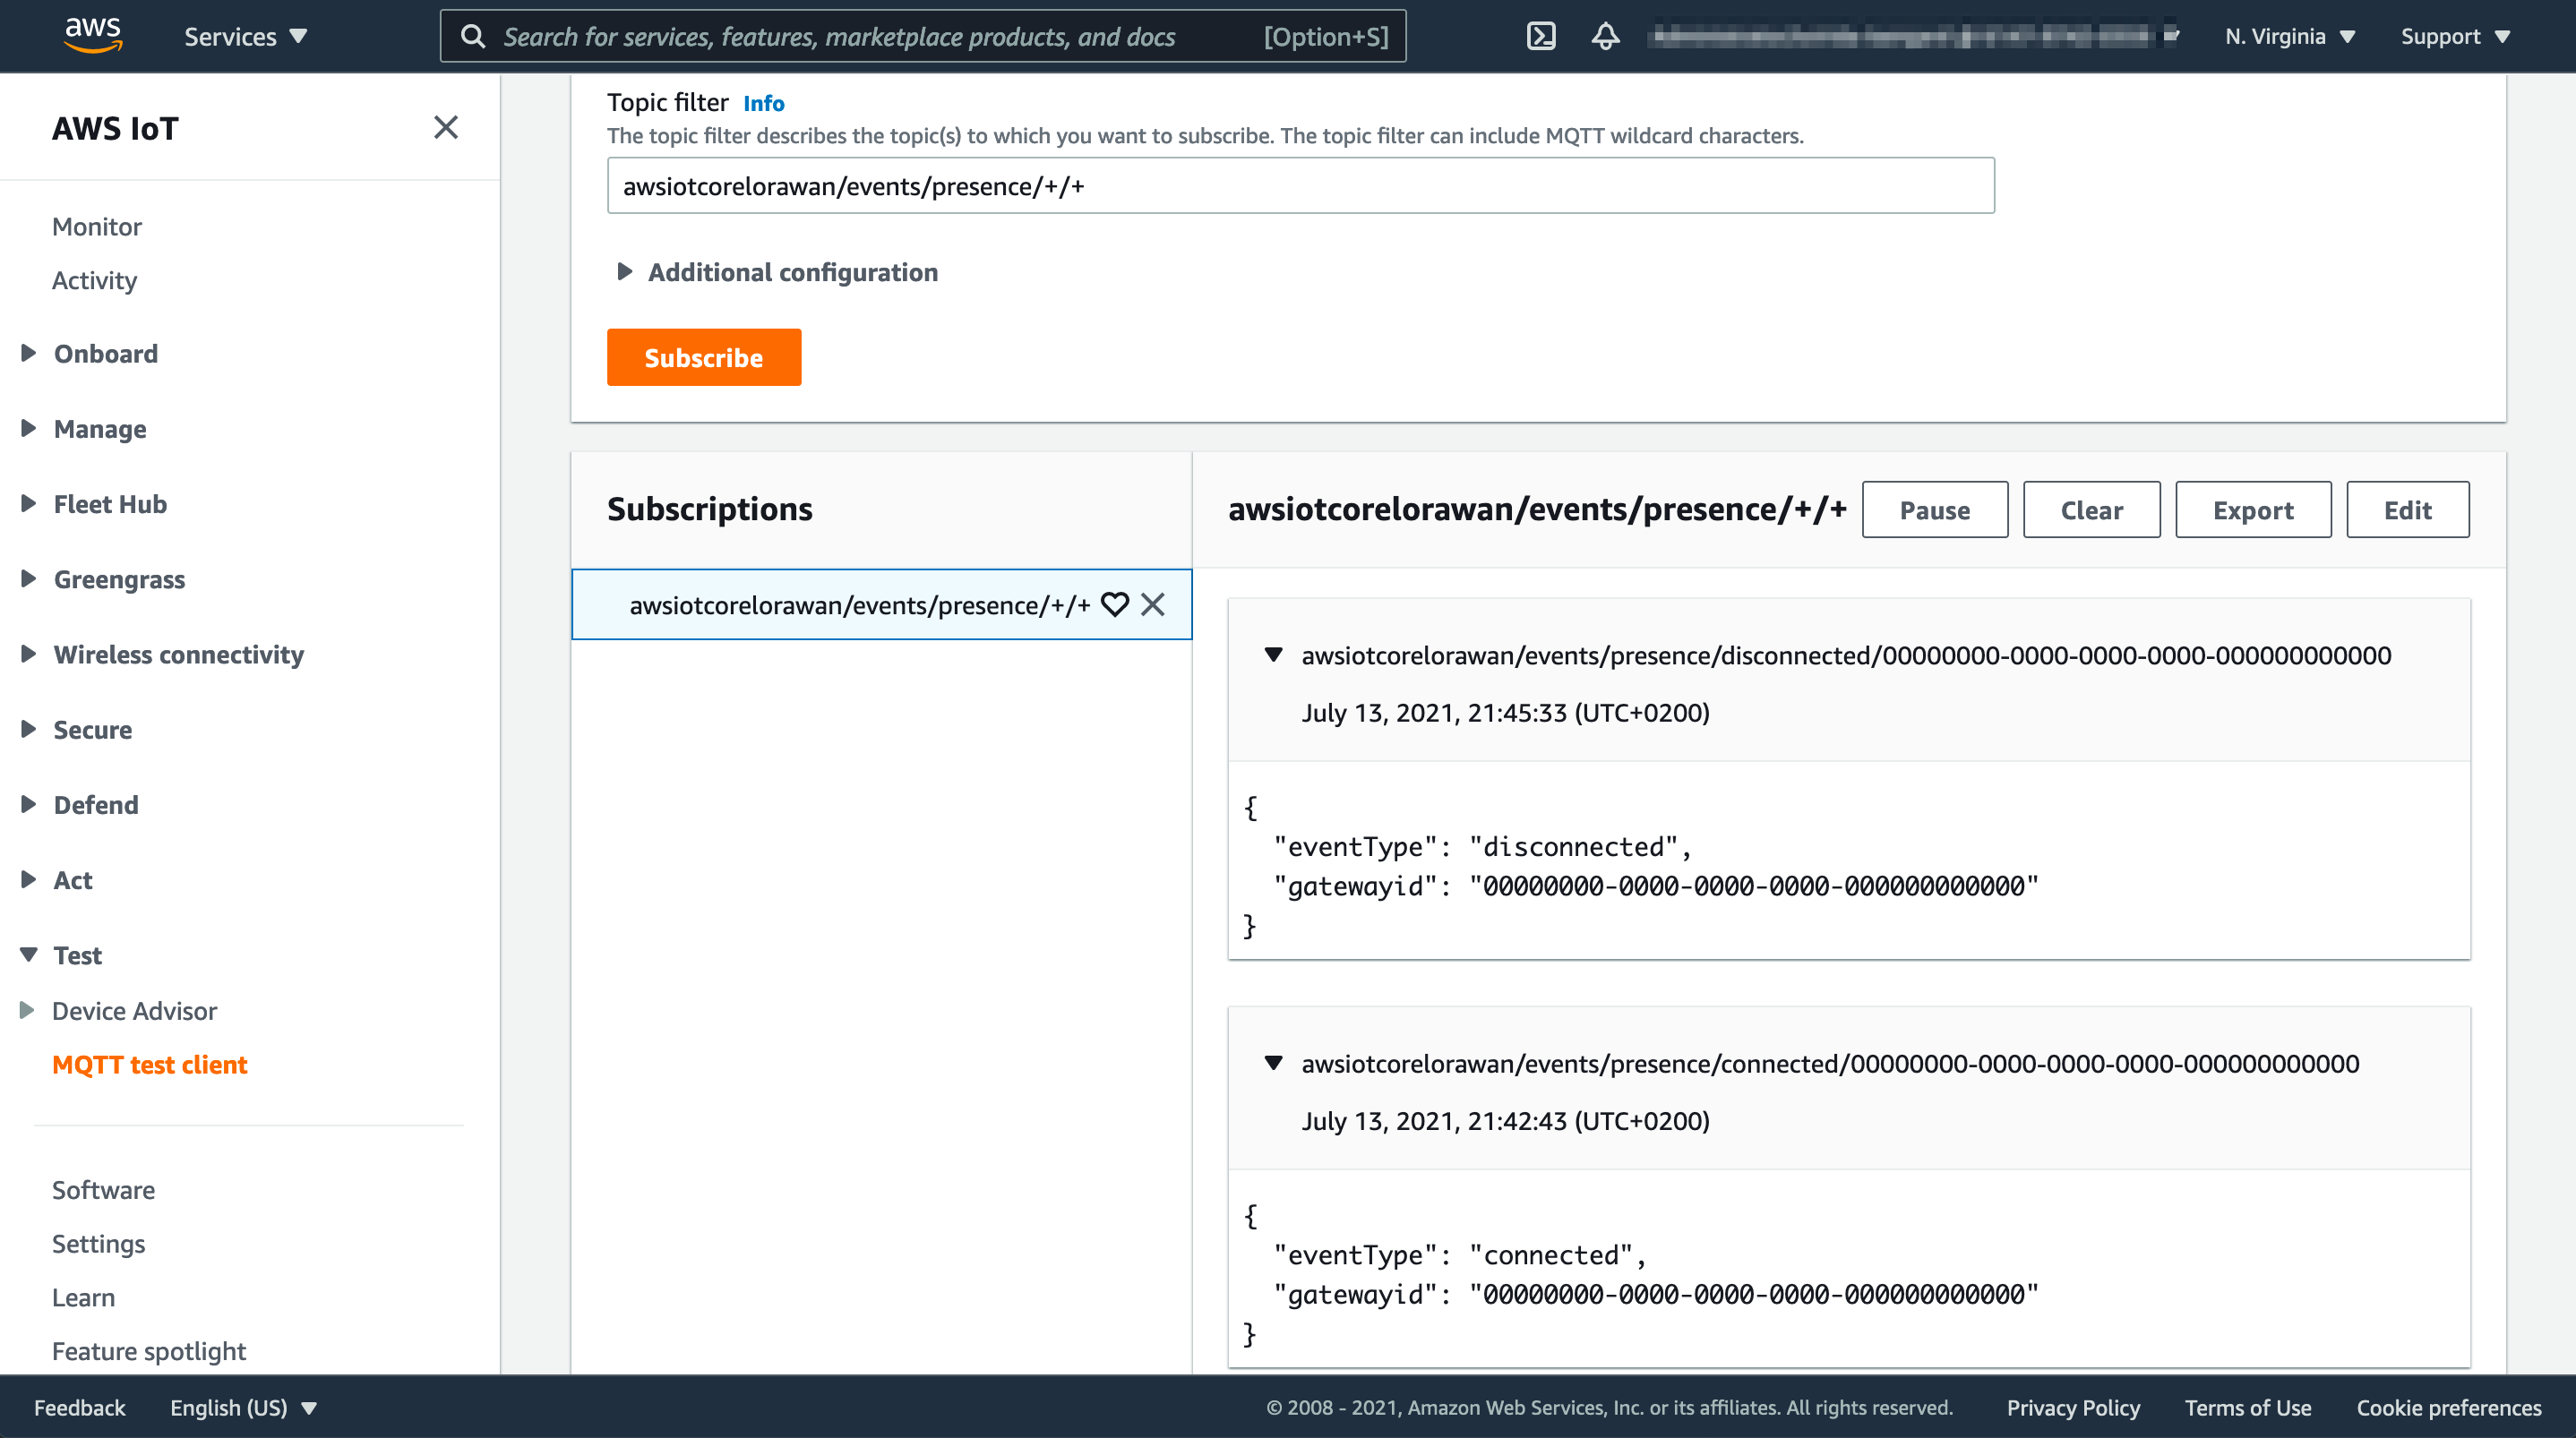 aws
Services
Search for services, features, marketplace products, and docs [Option+S]
N. Virginia
Support
AWS IoT
Monitor
Activity
Onboard
Manage
Fleet Hub
Greengrass
Wireless connectivity
Secure
Defend
Act
Test
Device Advisor
MQTT test client
Software
Settings
Learn
Feature spotlight
Topic filter Info
The topic filter describes the topic(s) to which you want to subscribe. The topic filter can include MQTT wildcard characters.
awsiotcorelorawan/events/presence/+/+
Additional configuration
Subscribe
Subscriptions
awsiotcorelorawan/events/presence/+/+
awsiotcorelorawan/events/presence/+/+
Pause
Clear
Export
Edit
awsiotcorelorawan/events/presence/disconnected/00000000-0000-0000-0000-000000000000
July 13, 2021, 21:45:33 (UTC+0200)
{
"eventType": "disconnected",
"gatewayid": "00000000-0000-0000-0000-000000000000"
}
awsiotcorelorawan/events/presence/connected/00000000-0000-0000-0000-000000000000
July 13, 2021, 21:42:43 (UTC+0200)
{
"eventType": "connected",
"gatewayid": "00000000-0000-0000-0000-000000000000"
}
Feedback
English (US)
© 2008 - 2021, Amazon Web Services, Inc. or its affiliates. All rights reserved.
Privacy Policy
Terms of Use
Cookie preferences